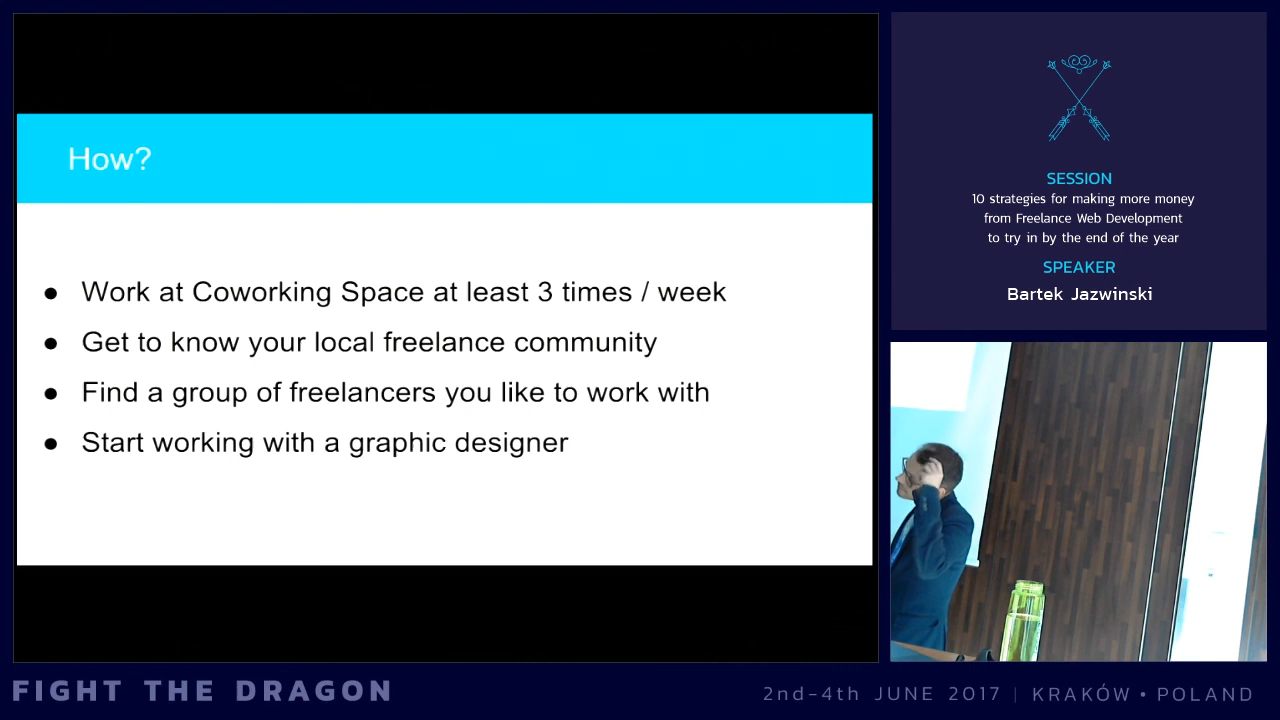 How?
● Work at Coworking Space at least 3 times / week
● Get to know your local freelance community
● Find a group of freelancers you like to work with
● Start working with a graphic designer
SESSION
10 strategies for making more money
from Freelance Web Development
to try in by the end of the year
SPEAKER
Bartek Jazwinski
FIGHT THE DRAGON
2nd-4th JUNE 2017 | KRAKÓW • POLAND